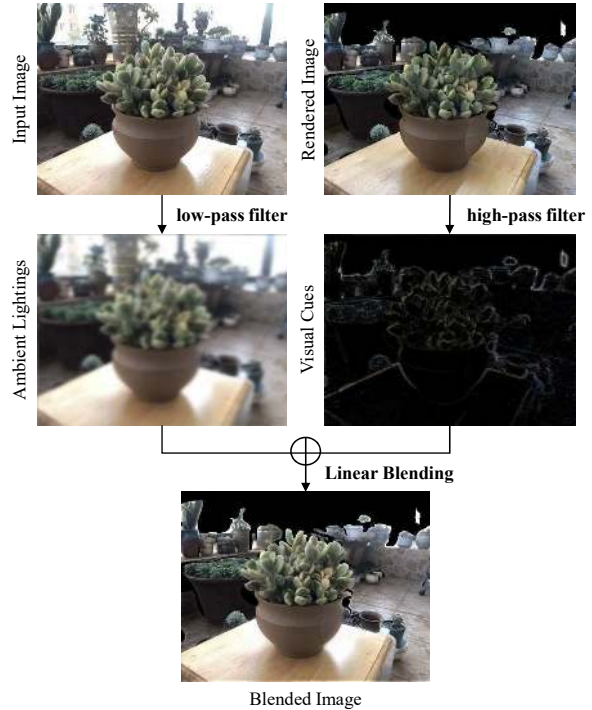 Input Image
Rendered Image
low-pass filter
high-pass filter
Ambient Lightings
Visual Cues
Linear Blending
Blended Image